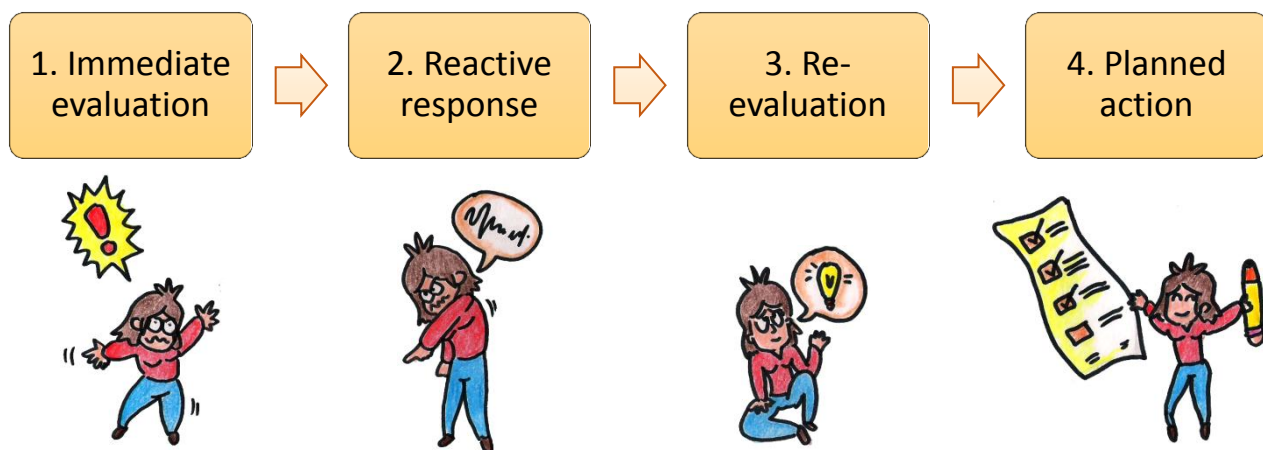 1. Immediate
evaluation
2. Reactive
response
3. Re-
evaluation
4. Planned
action